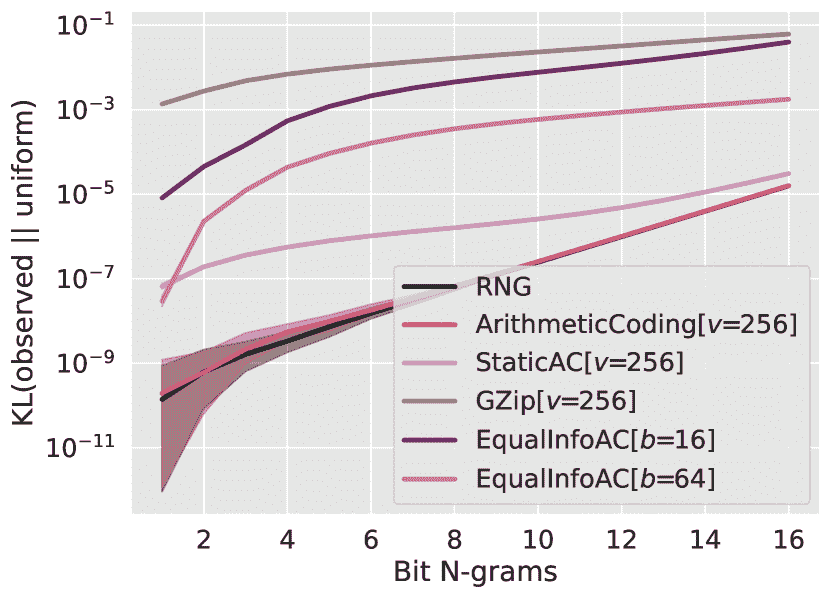 KL(observed || uniform)
10⁻¹
10⁻³
10⁻⁵
10⁻⁷
10⁻⁹
10⁻¹¹
RNG
ArithmeticCoding[v=256]
StaticAC[v=256]
GZip[v=256]
EqualInfoAC[b=16]
EqualInfoAC[b=64]
2 4 6 8 10 12 14 16
Bit N-grams